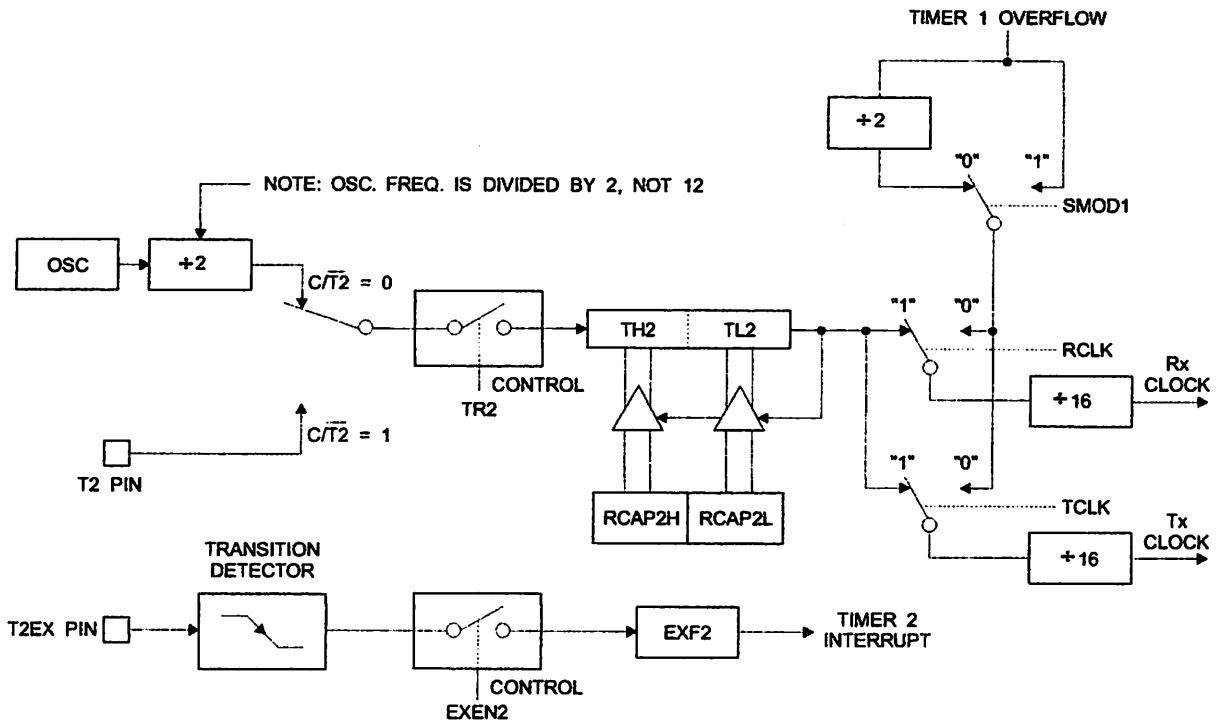 TIMER 1 OVERFLOW
÷2
"0" "1"
NOTE: OSC. FREQ. IS DIVIDED BY 2, NOT 12
SMOD1
OSC
÷2
C/T2̅ = 0
"1" "0"
TH2 TL2
RCLK
CONTROL
TR2
Rx
CLOCK
÷16
C/T2̅ = 1
T2 PIN
"1" "0"
RCAP2H RCAP2L
TCLK
Tx
CLOCK
÷16
TRANSITION
DETECTOR
T2EX PIN
EXF2
TIMER 2
INTERRUPT
CONTROL
EXEN2